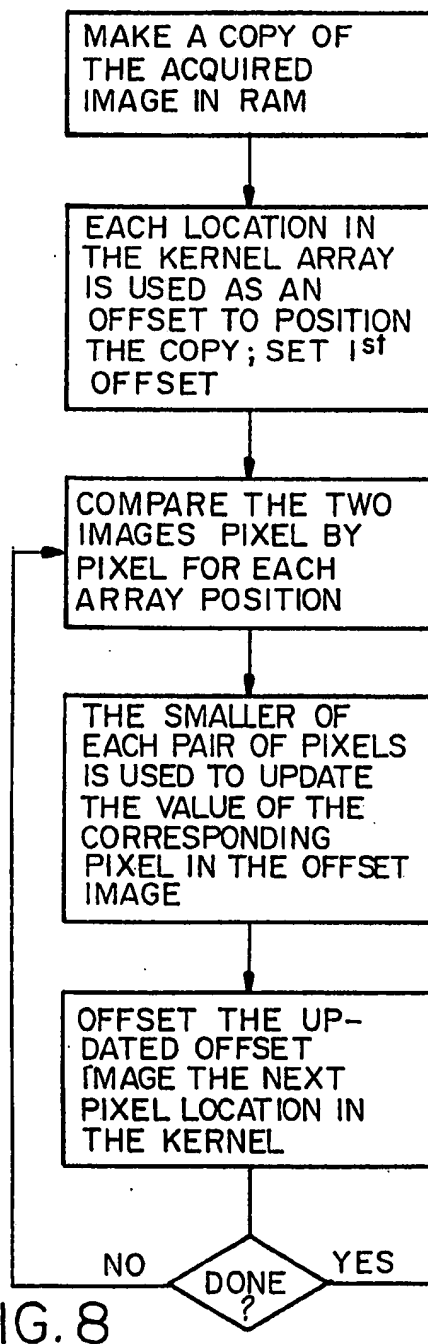 MAKE A COPY OF
THE ACQUIRED
IMAGE IN RAM
EACH LOCATION IN
THE KERNEL ARRAY
IS USED AS AN
OFFSET TO POSITION
THE COPY; SET 1st
OFFSET
COMPARE THE TWO
IMAGES PIXEL BY
PIXEL FOR EACH
ARRAY POSITION
THE SMALLER OF
EACH PAIR OF PIXELS
IS USED TO UPDATE
THE VALUE OF THE
CORRESPONDING
PIXEL IN THE OFFSET
IMAGE
OFFSET THE UP-
DATED OFFSET
IMAGE THE NEXT
PIXEL LOCATION IN
THE KERNEL
NO
YES
DONE
?
IG. 8